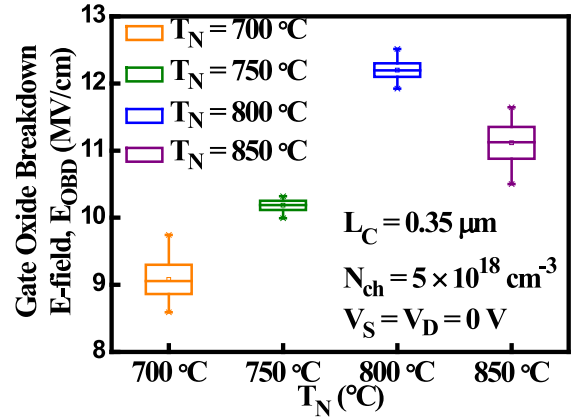 Gate Oxide Breakdown
E-field, E_OBD (MV/cm)
13
12
11
10
9
8
T_N = 700 °C
T_N = 750 °C
T_N = 800 °C
T_N = 850 °C
L_C = 0.35 μm
N_ch = 5 × 10^18 cm^-3
V_S = V_D = 0 V
700 °C 750 °C 800 °C 850 °C
T_N (°C)